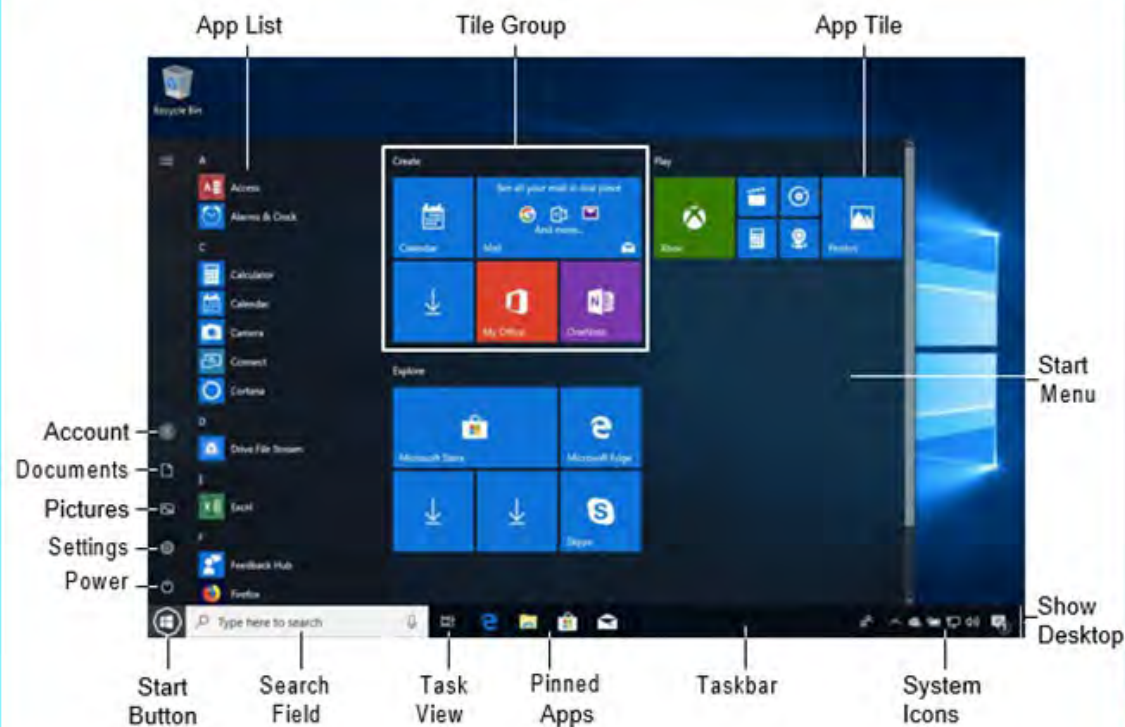 App List
Tile Group
App Tile
Recycle Bin
A
Access
Alarms & Clock
C
Calculator
Calendar
Camera
Connect
Cortana
D
Drive File Stream
E
Excel
F
Feedback Hub
Firefox
Create
Calendar
See all your mail in one place
And more...
Mail
My Office
OneNote
Play
Xbox
Explore
Microsoft Store
Microsoft Edge
Skype
Start
Menu
Account
Documents
Pictures
Settings
Power
Type here to search
Show
Desktop
Start
Button
Search
Field
Task
View
Pinned
Apps
Taskbar
System
Icons